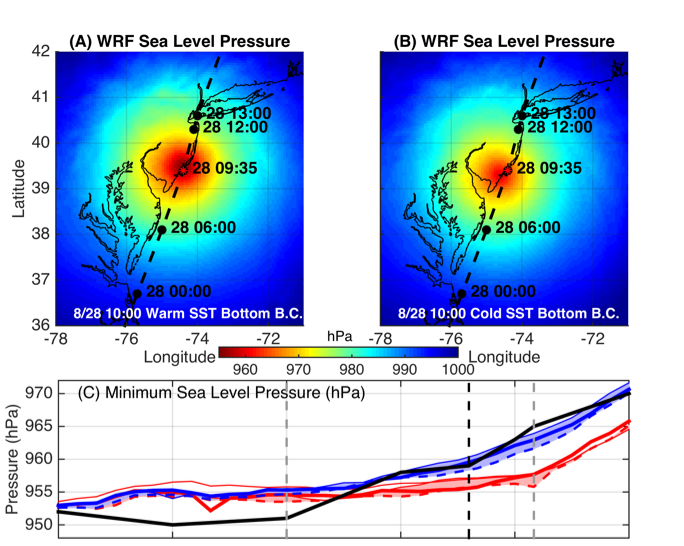 (A) WRF Sea Level Pressure
(B) WRF Sea Level Pressure
42
41
40
39
38
37
36
Latitude
28 13:00
28 12:00
28 09:35
28 06:00
28 00:00
8/28 10:00 Warm SST Bottom B.C.
28 13:00
28 12:00
28 09:35
28 06:00
28 00:00
8/28 10:00 Cold SST Bottom B.C.
-78 -76 -74 -72
hPa
-78 -76 -74 -72
Longitude
Longitude
960 970 980 990 1000
(C) Minimum Sea Level Pressure (hPa)
Pressure (hPa)
970
965
960
955
950